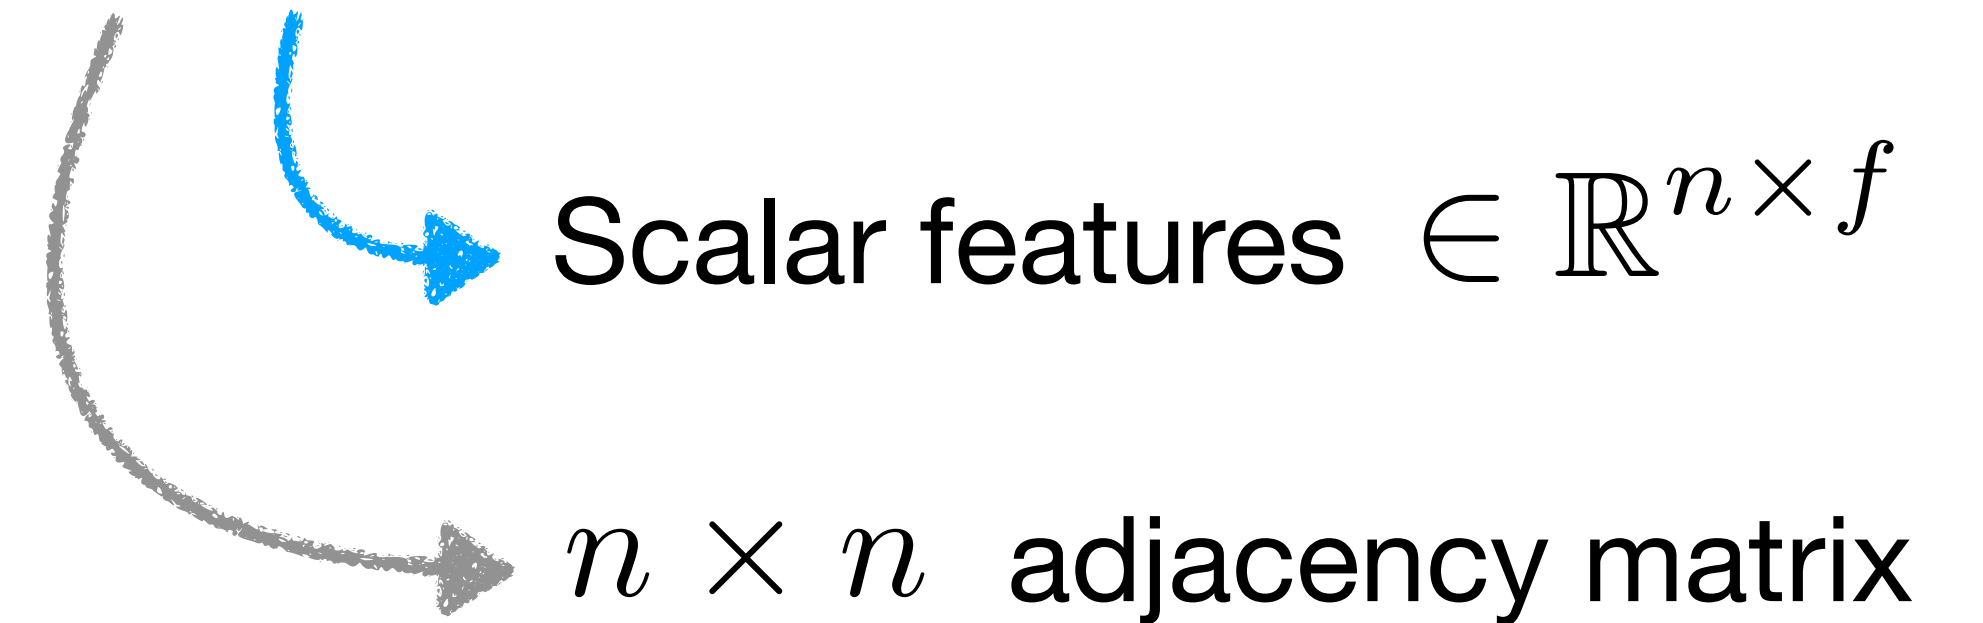 Scalar features ∈ ℝ^{n×f}
n × n adjacency matrix